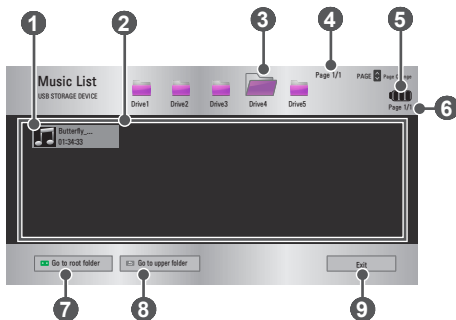 1 2 3 4 5
Page 1/1
PAGE Page Change
Music List
USB STORAGE DEVICE
Drive1 Drive2 Drive3 Drive4 Drive5
Page 1/1 6
Butterfly_...
01:34:33
Go to root folder Go to upper folder Exit
7 8 9